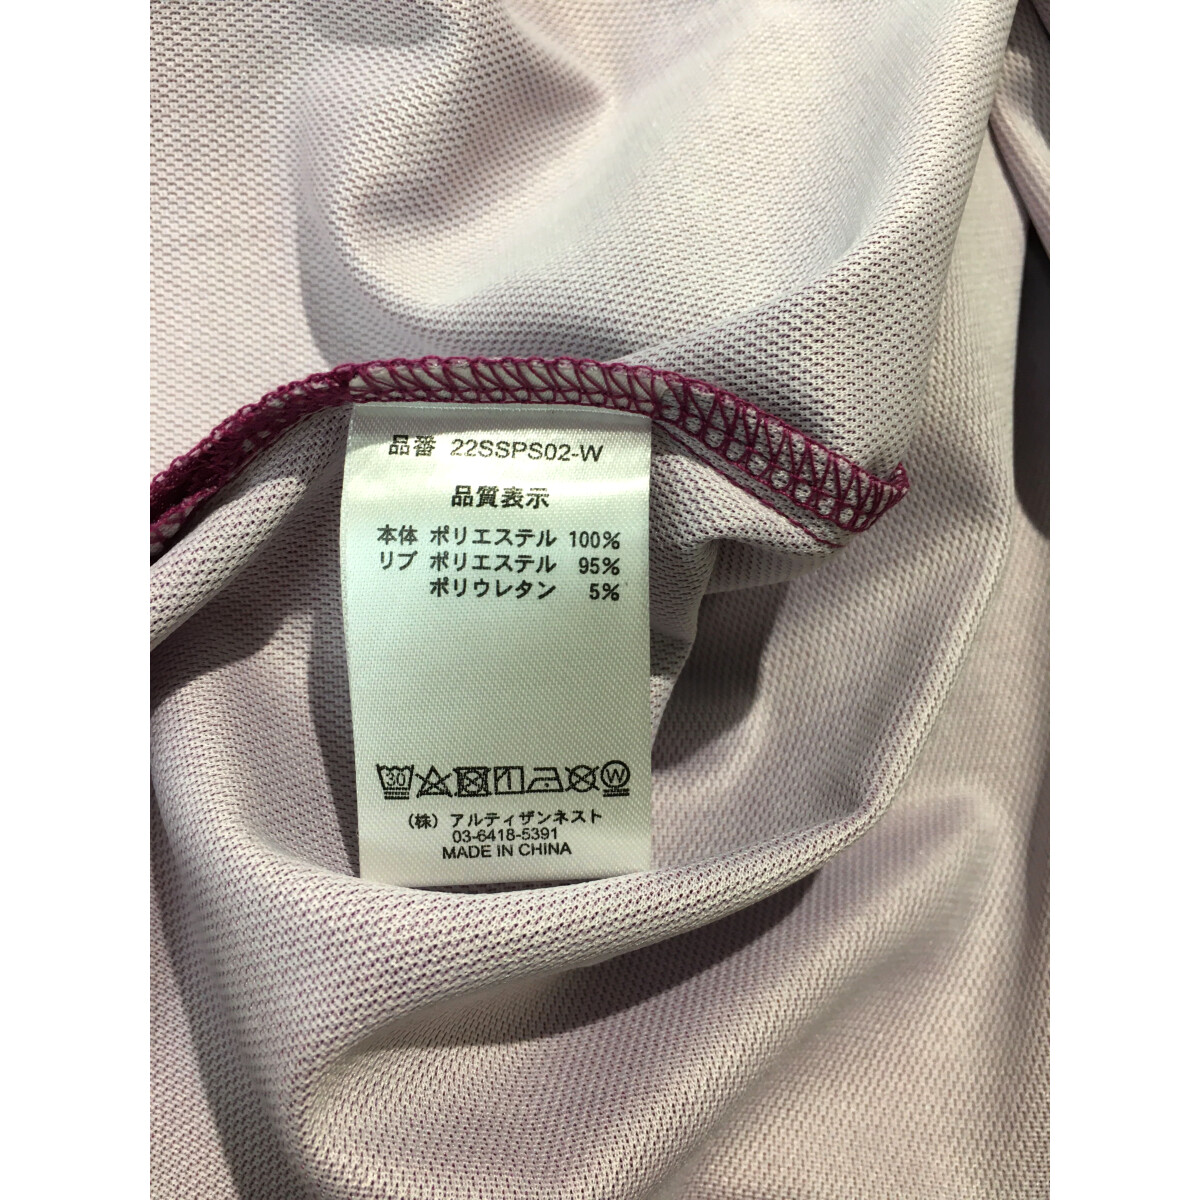 品番 22SSPS02-W
品質表示
本体 ポリエステル 100%
リブ ポリエステル 95%
ポリウレタン 5%
30 W
(株) アルティザンネスト
03-6418-5391
MADE IN CHINA